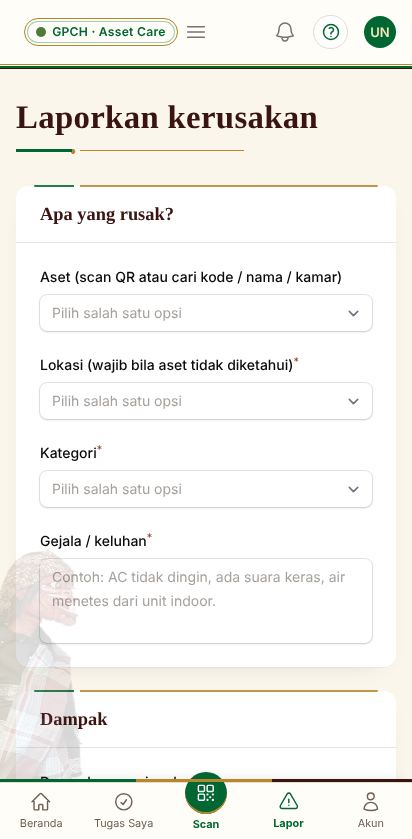 GPCH · Asset Care
UN
Laporkan kerusakan
Apa yang rusak?
Aset (scan QR atau cari kode / nama / kamar)
Pilih salah satu opsi
Lokasi (wajib bila aset tidak diketahui)*
Pilih salah satu opsi
Kategori*
Pilih salah satu opsi
Gejala / keluhan*
Contoh: AC tidak dingin, ada suara keras, air
menetes dari unit indoor.
Dampak
Beranda
Tugas Saya
Scan
Lapor
Akun